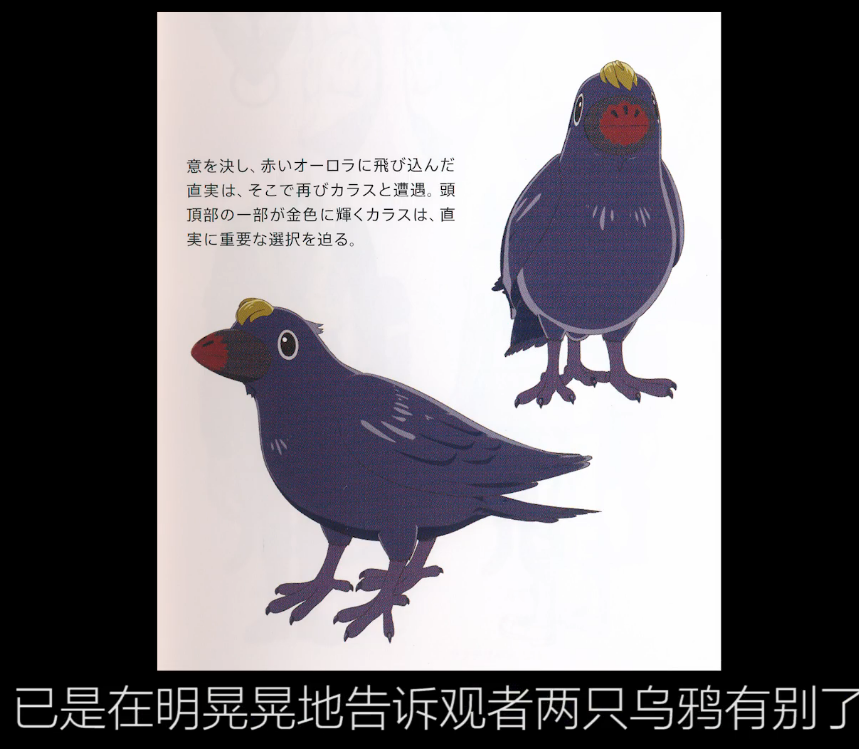 意を決し、赤いオーロラに飛び込んだ
直実は、そこで再びカラスと遭遇。頭
頂部の一部が金色に輝くカラスは、直
実に重要な選択を迫る。
已是在明晃晃地告诉观者两只乌鸦有别了